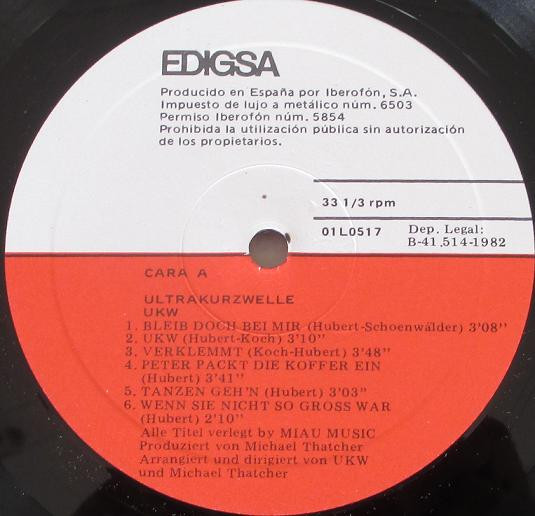 EDIGSA
Producido en España por Iberofón, S.A.
Impuesto de lujo a metálico núm. 6503
Permiso Iberofón núm. 5854
Prohibida la utilización pública sin autorización
de los propietarios.
33 1/3 rpm
01L0517 Dep. Legal:
B-41.514-1982
CARA A
ULTRAKURZWELLE
UKW
1. BLEIB DOCH BEI MIR (Hubert-Schoenwälder) 3'08''
2. UKW (Hubert-Koch) 3'10''
3. VERKLEMMT (Koch-Hubert) 3'48''
4. PETER PACKT DIE KOFFER EIN
(Hubert) 3'41''
5. TANZEN GEH'N (Hubert) 3'03''
6. WENN SIE NICHT SO GROSS WAR
(Hubert) 2'10''
Alle Titel verlegt by MIAU MUSIC
Produziert von Michael Thatcher
Arrangiert und dirigiert von UKW
und Michael Thatcher